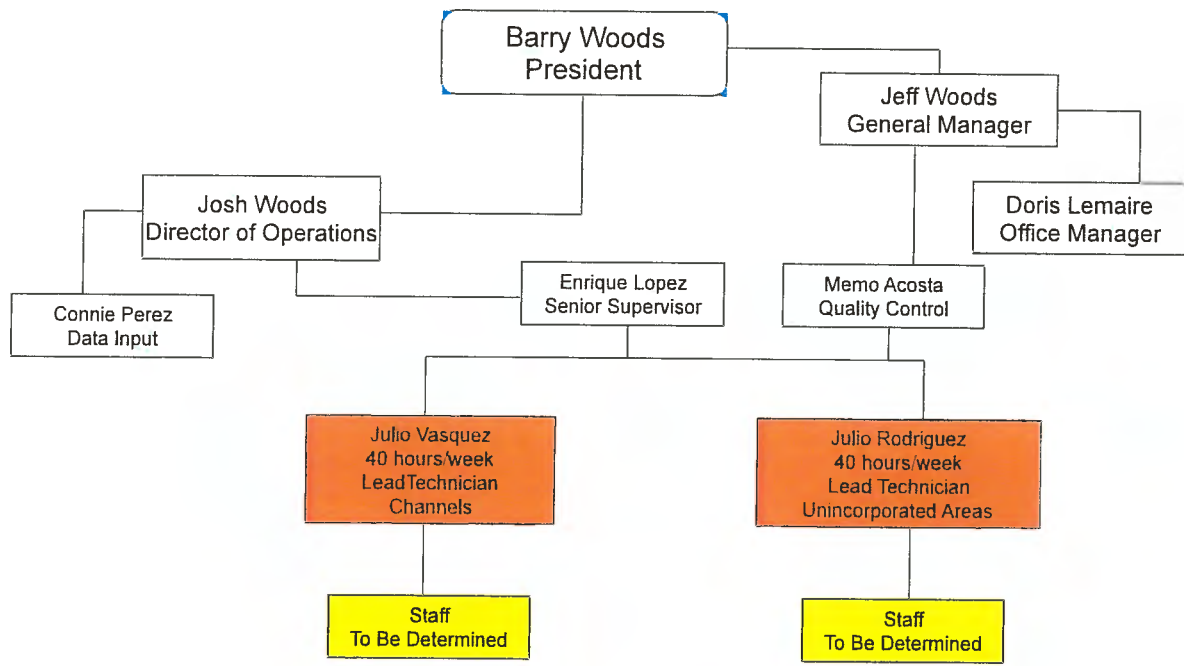 Barry Woods
President
Jeff Woods
General Manager
Josh Woods
Director of Operations
Doris Lemaire
Office Manager
Connie Perez
Data Input
Enrique Lopez
Senior Supervisor
Memo Acosta
Quality Control
Julio Vasquez
40 hours/week
LeadTechnician
Channels
Julio Rodriguez
40 hours/week
Lead Technician
Unincorporated Areas
Staff
To Be Determined
Staff
To Be Determined